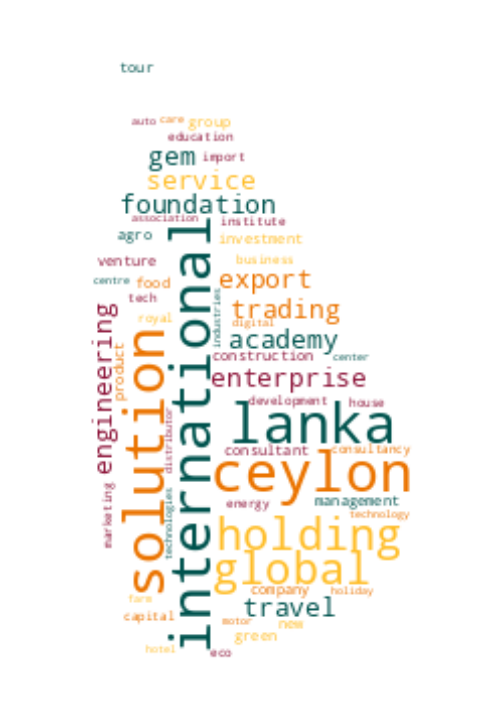 tour
auto care group
education
gem import
service
foundation
association institute
agro investment
venture business
centre food export
tech industries
royal trading
digital
engineering academy
product construction center
solution international enterprise
development house
lanka
distributor consultant consultancy
ceylon
marketing technologies energy management
technology
holding
global
farm company holiday
travel
capital motor new
green
hotel eco